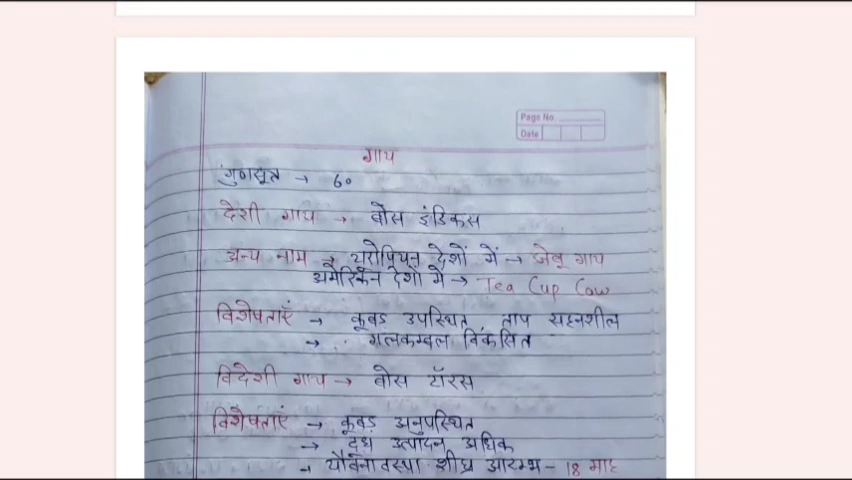 Page No.
Date
गाय
गुणसूत्र → 60
देशी गाय → बोस इंडिकस
अन्य नाम → यूरोपियन देशों में → जेबू गाय
अमेरिकन देशों में → Tea Cup Cow
विशेषताएं → कूबड़ उपस्थित, ताप सहनशील
→ गलकम्बल विकसित
विदेशी गाय → बोस टॉरस
विशेषताएं → कूबड़ अनुपस्थित
→ दुध उत्पादन अधिक
→ यौवनावस्था शीघ्र आरम्भ - 18 माह